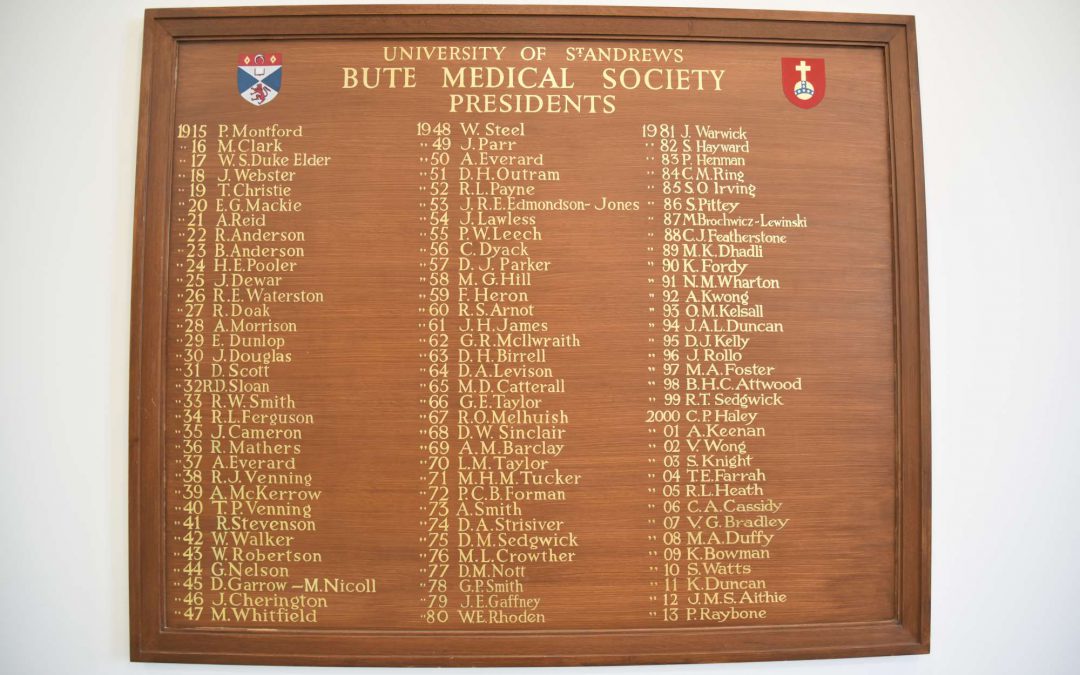 UNIVERSITY OF ST ANDREWS
BUTE MEDICAL SOCIETY
PRESIDENTS
1915 P. Montford
" 16 M. Clark
" 17 W. S. Duke Elder
" 18 J. Webster
" 19 T. Christie
" 20 E. G. Mackie
" 21 A. Reid
" 22 R. Anderson
" 23 B. Anderson
" 24 H. E. Pooler
" 25 J. Dewar
" 26 R. E. Waterston
" 27 R. Doak
" 28 A. Morrison
" 29 E. Dunlop
" 30 J. Douglas
" 31 D. Scott
" 32 R.D. Sloan
" 33 R. W. Smith
" 34 R. L. Ferguson
" 35 J. Cameron
" 36 R. Mathers
" 37 A. Everard
" 38 R. J. Venning
" 39 A. McKerrow
" 40 T. P. Venning
" 41 R. Stevenson
" 42 W. Walker
" 43 W. Robertson
" 44 G. Nelson
" 45 D. Garrow – M. Nicoll
" 46 J. Cherington
" 47 M. Whitfield
1948 W. Steel
" 49 J. Parr
" 50 A. Everard
" 51 D. H. Outram
" 52 R. L. Payne
" 53 J. R. E. Edmondson-Jones
" 54 J. Lawless
" 55 P. W. Leech
" 56 C. Dyack
" 57 D. J. Parker
" 58 M. G. Hill
" 59 F. Heron
" 60 R. S. Arnot
" 61 J. H. James
" 62 G. R. McIlwraith
" 63 D. H. Birrell
" 64 D. A. Levison
" 65 M. D. Catterall
" 66 G. E. Taylor
" 67 R. O. Melhuish
" 68 D. W. Sinclair
" 69 A. M. Barclay
" 70 L. M. Taylor
" 71 M. H. M. Tucker
" 72 P. C. B. Forman
" 73 A. Smith
" 74 D. A. Strisiver
" 75 D. M. Sedgwick
" 76 M. L. Crowther
" 77 D. M. Nott
" 78 G. P. Smith
" 79 J. E. Gaffney
" 80 W. E. Rhoden
1981 J. Warwick
" 82 S. Hayward
" 83 P. Henman
" 84 C. M. Ring
" 85 S. O Irving
" 86 S. Pittey
" 87 M. Brochwicz-Lewinski
" 88 C. J. Featherstone
" 89 M. K. Dhadli
" 90 K. Fordy
" 91 N. M. Wharton
" 92 A. Kwong
" 93 O. M. Kelsall
" 94 J. A. L. Duncan
" 95 D. J. Kelly
" 96 J. Rollo
" 97 M. A. Foster
" 98 B. H. C. Attwood
" 99 R. T. Sedgwick
2000 C. P. Haley
" 01 A. Keenan
" 02 V. Wong
" 03 S. Knight
" 04 T. E. Farrah
" 05 R. L. Heath
" 06 C. A. Cassidy
" 07 V. G. Bradley
" 08 M. A. Duffy
" 09 K. Bowman
" 10 S. Watts
" 11 K. Duncan
" 12 J. M. S. Aithie
" 13 P. Raybone